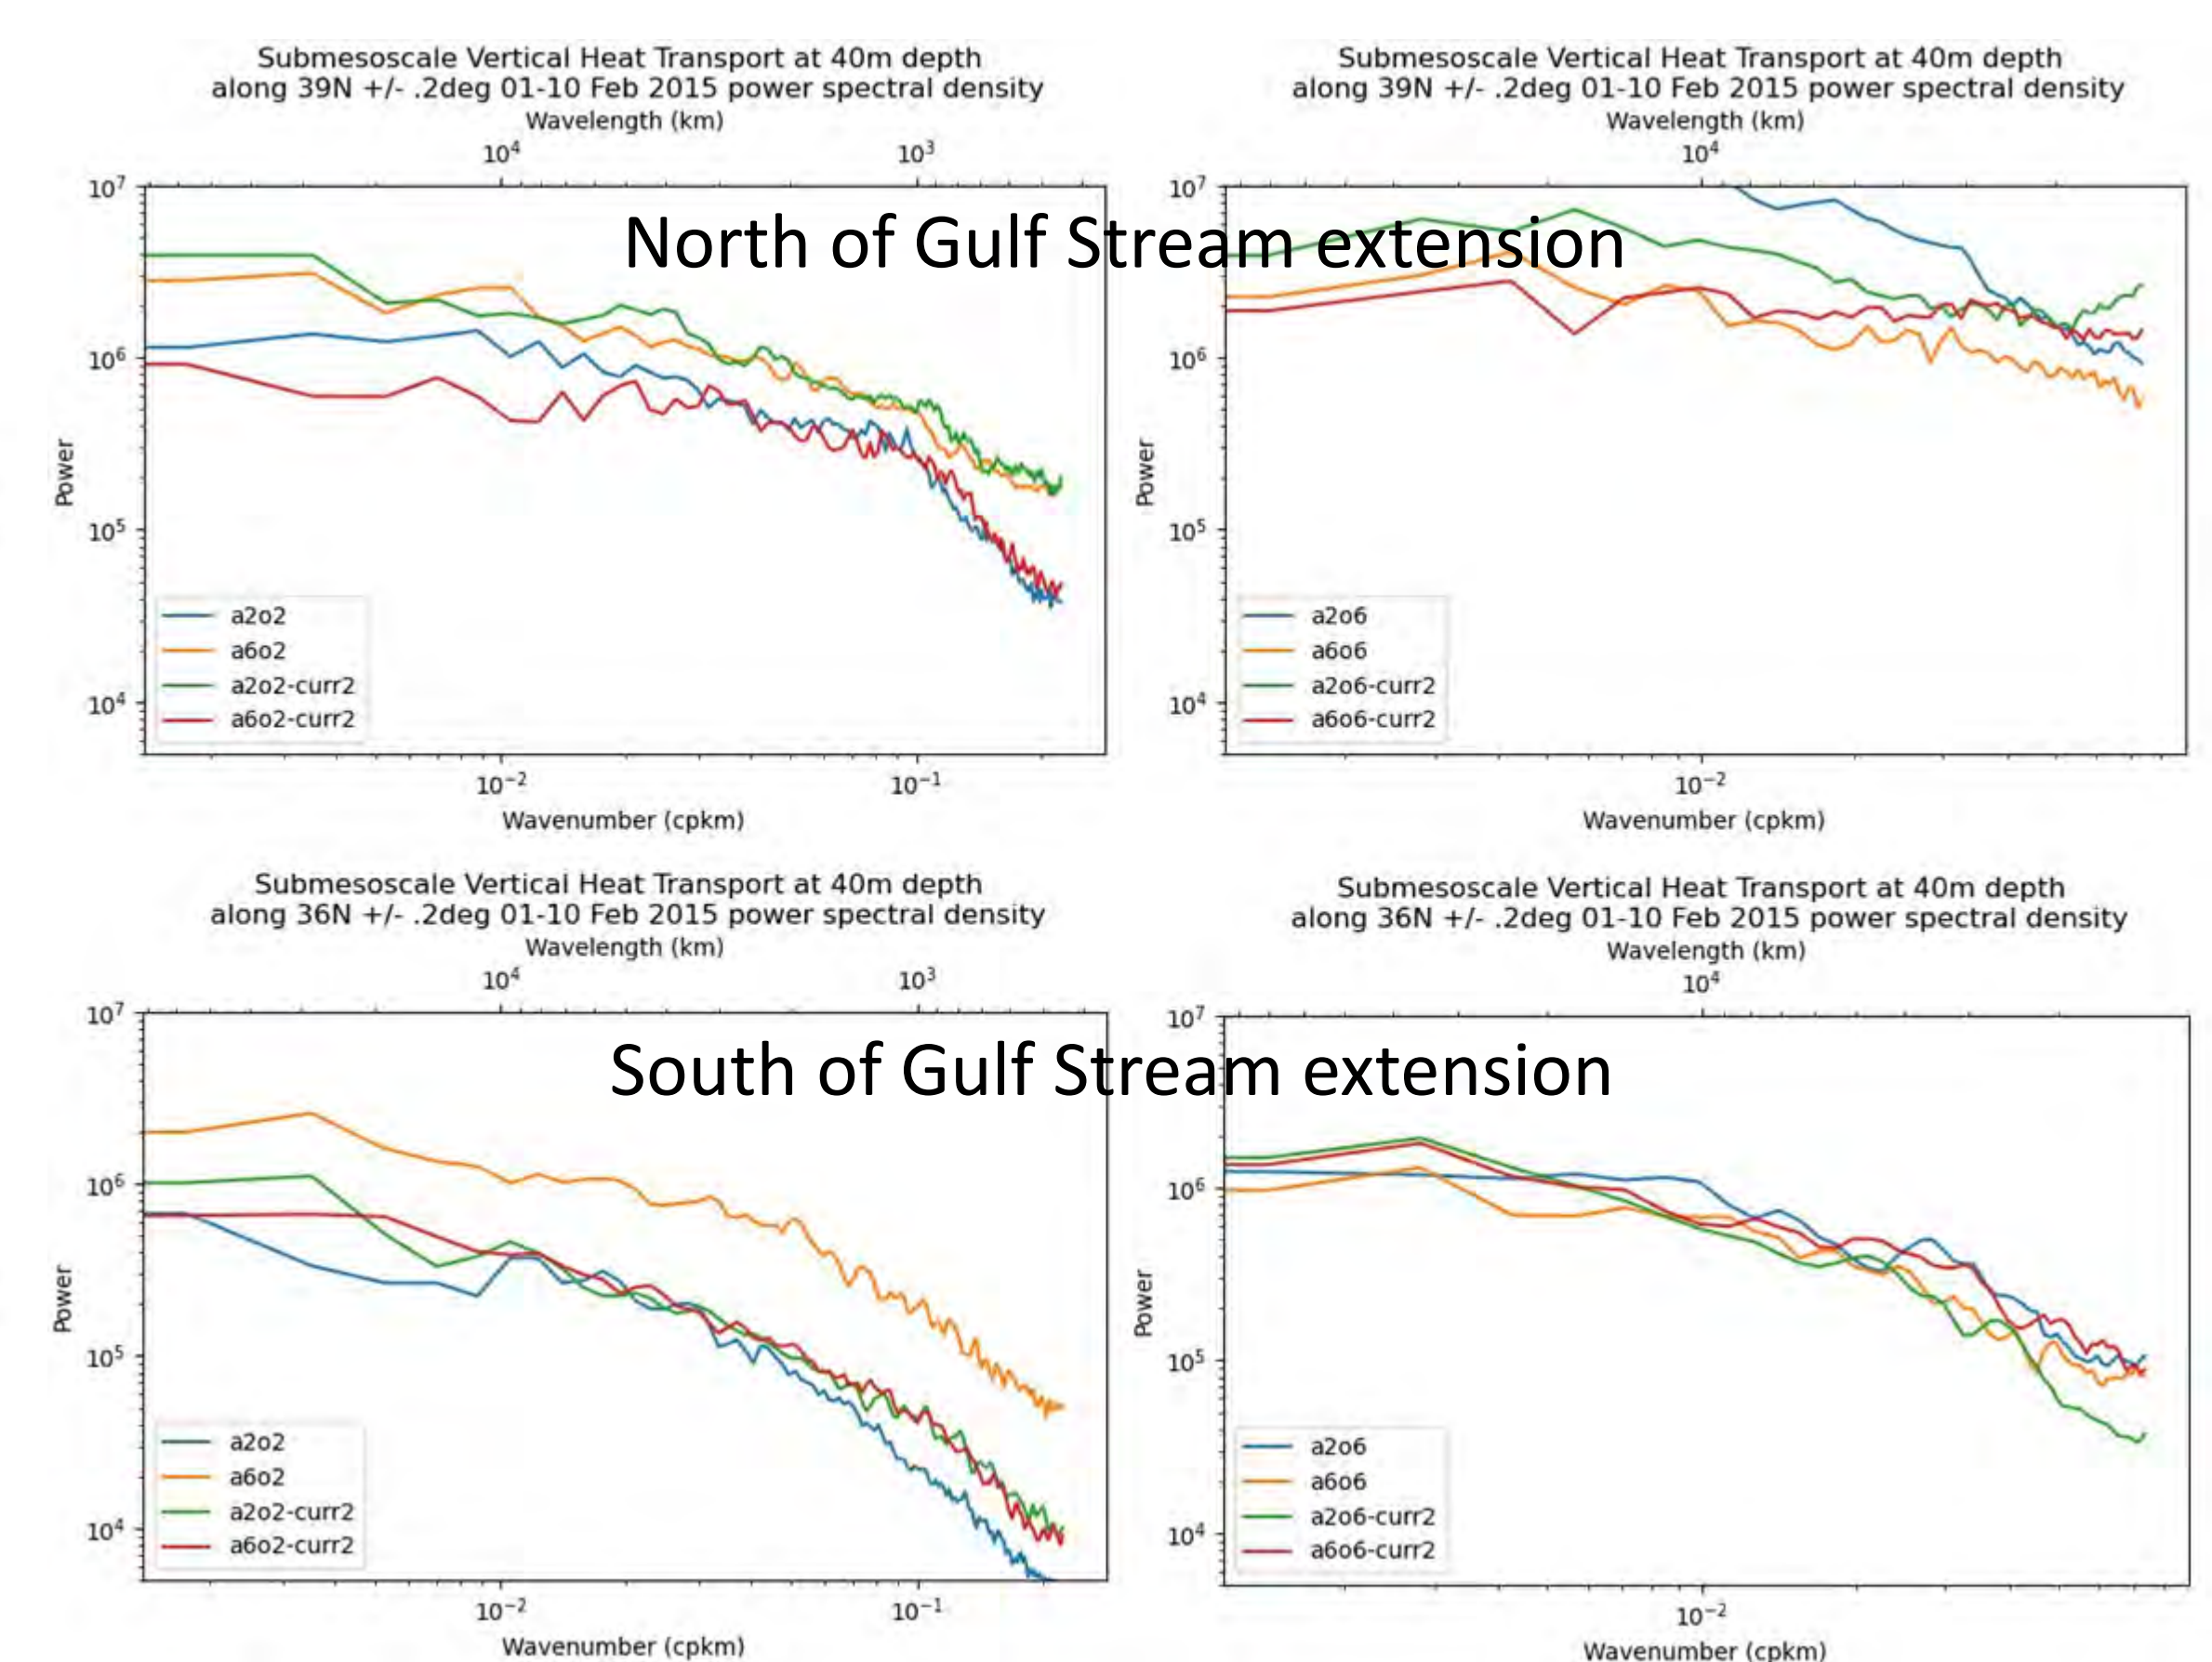 Submesoscale Vertical Heat Transport at 40m depth
along 39N +/- .2deg 01-10 Feb 2015 power spectral density
Wavelength (km)
10⁴ 10³
10⁷
10⁶
10⁵
10⁴
Power
a2o2
a6o2
a2o2-curr2
a6o2-curr2
10⁻² 10⁻¹
Wavenumber (cpkm)
Submesoscale Vertical Heat Transport at 40m depth
along 39N +/- .2deg 01-10 Feb 2015 power spectral density
Wavelength (km)
10⁴
10⁷
10⁶
10⁵
10⁴
Power
a2o6
a6o6
a2o6-curr2
a6o6-curr2
10⁻²
Wavenumber (cpkm)
North of Gulf Stream extension
Submesoscale Vertical Heat Transport at 40m depth
along 36N +/- .2deg 01-10 Feb 2015 power spectral density
Wavelength (km)
10⁴ 10³
10⁷
10⁶
10⁵
10⁴
Power
a2o2
a6o2
a2o2-curr2
a6o2-curr2
10⁻² 10⁻¹
Wavenumber (cpkm)
Submesoscale Vertical Heat Transport at 40m depth
along 36N +/- .2deg 01-10 Feb 2015 power spectral density
Wavelength (km)
10⁴
10⁷
10⁶
10⁵
10⁴
Power
a2o6
a6o6
a2o6-curr2
a6o6-curr2
10⁻²
Wavenumber (cpkm)
South of Gulf Stream extension